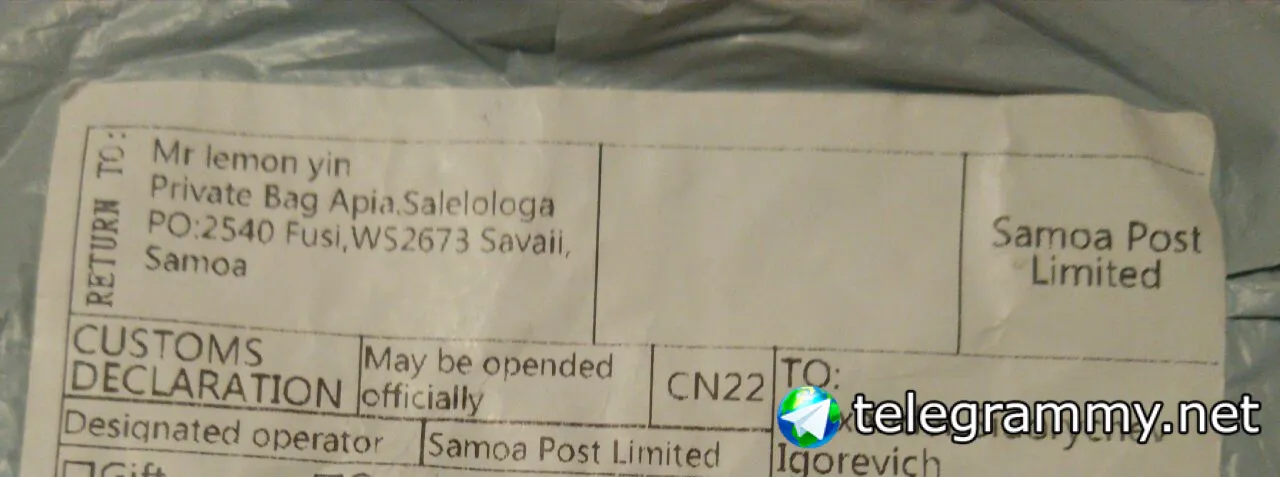 RETURN TO:
Mr lemon yin
Private Bag Apia.Salelologa
PO:2540 Fusi,WS2673 Savaii,
Samoa
Samoa Post
Limited
CUSTOMS
DECLARATION
May be opended
officially
CN22
TO:
telegrammy.net
Designated operator
Samoa Post Limited
Igorevich
Gift